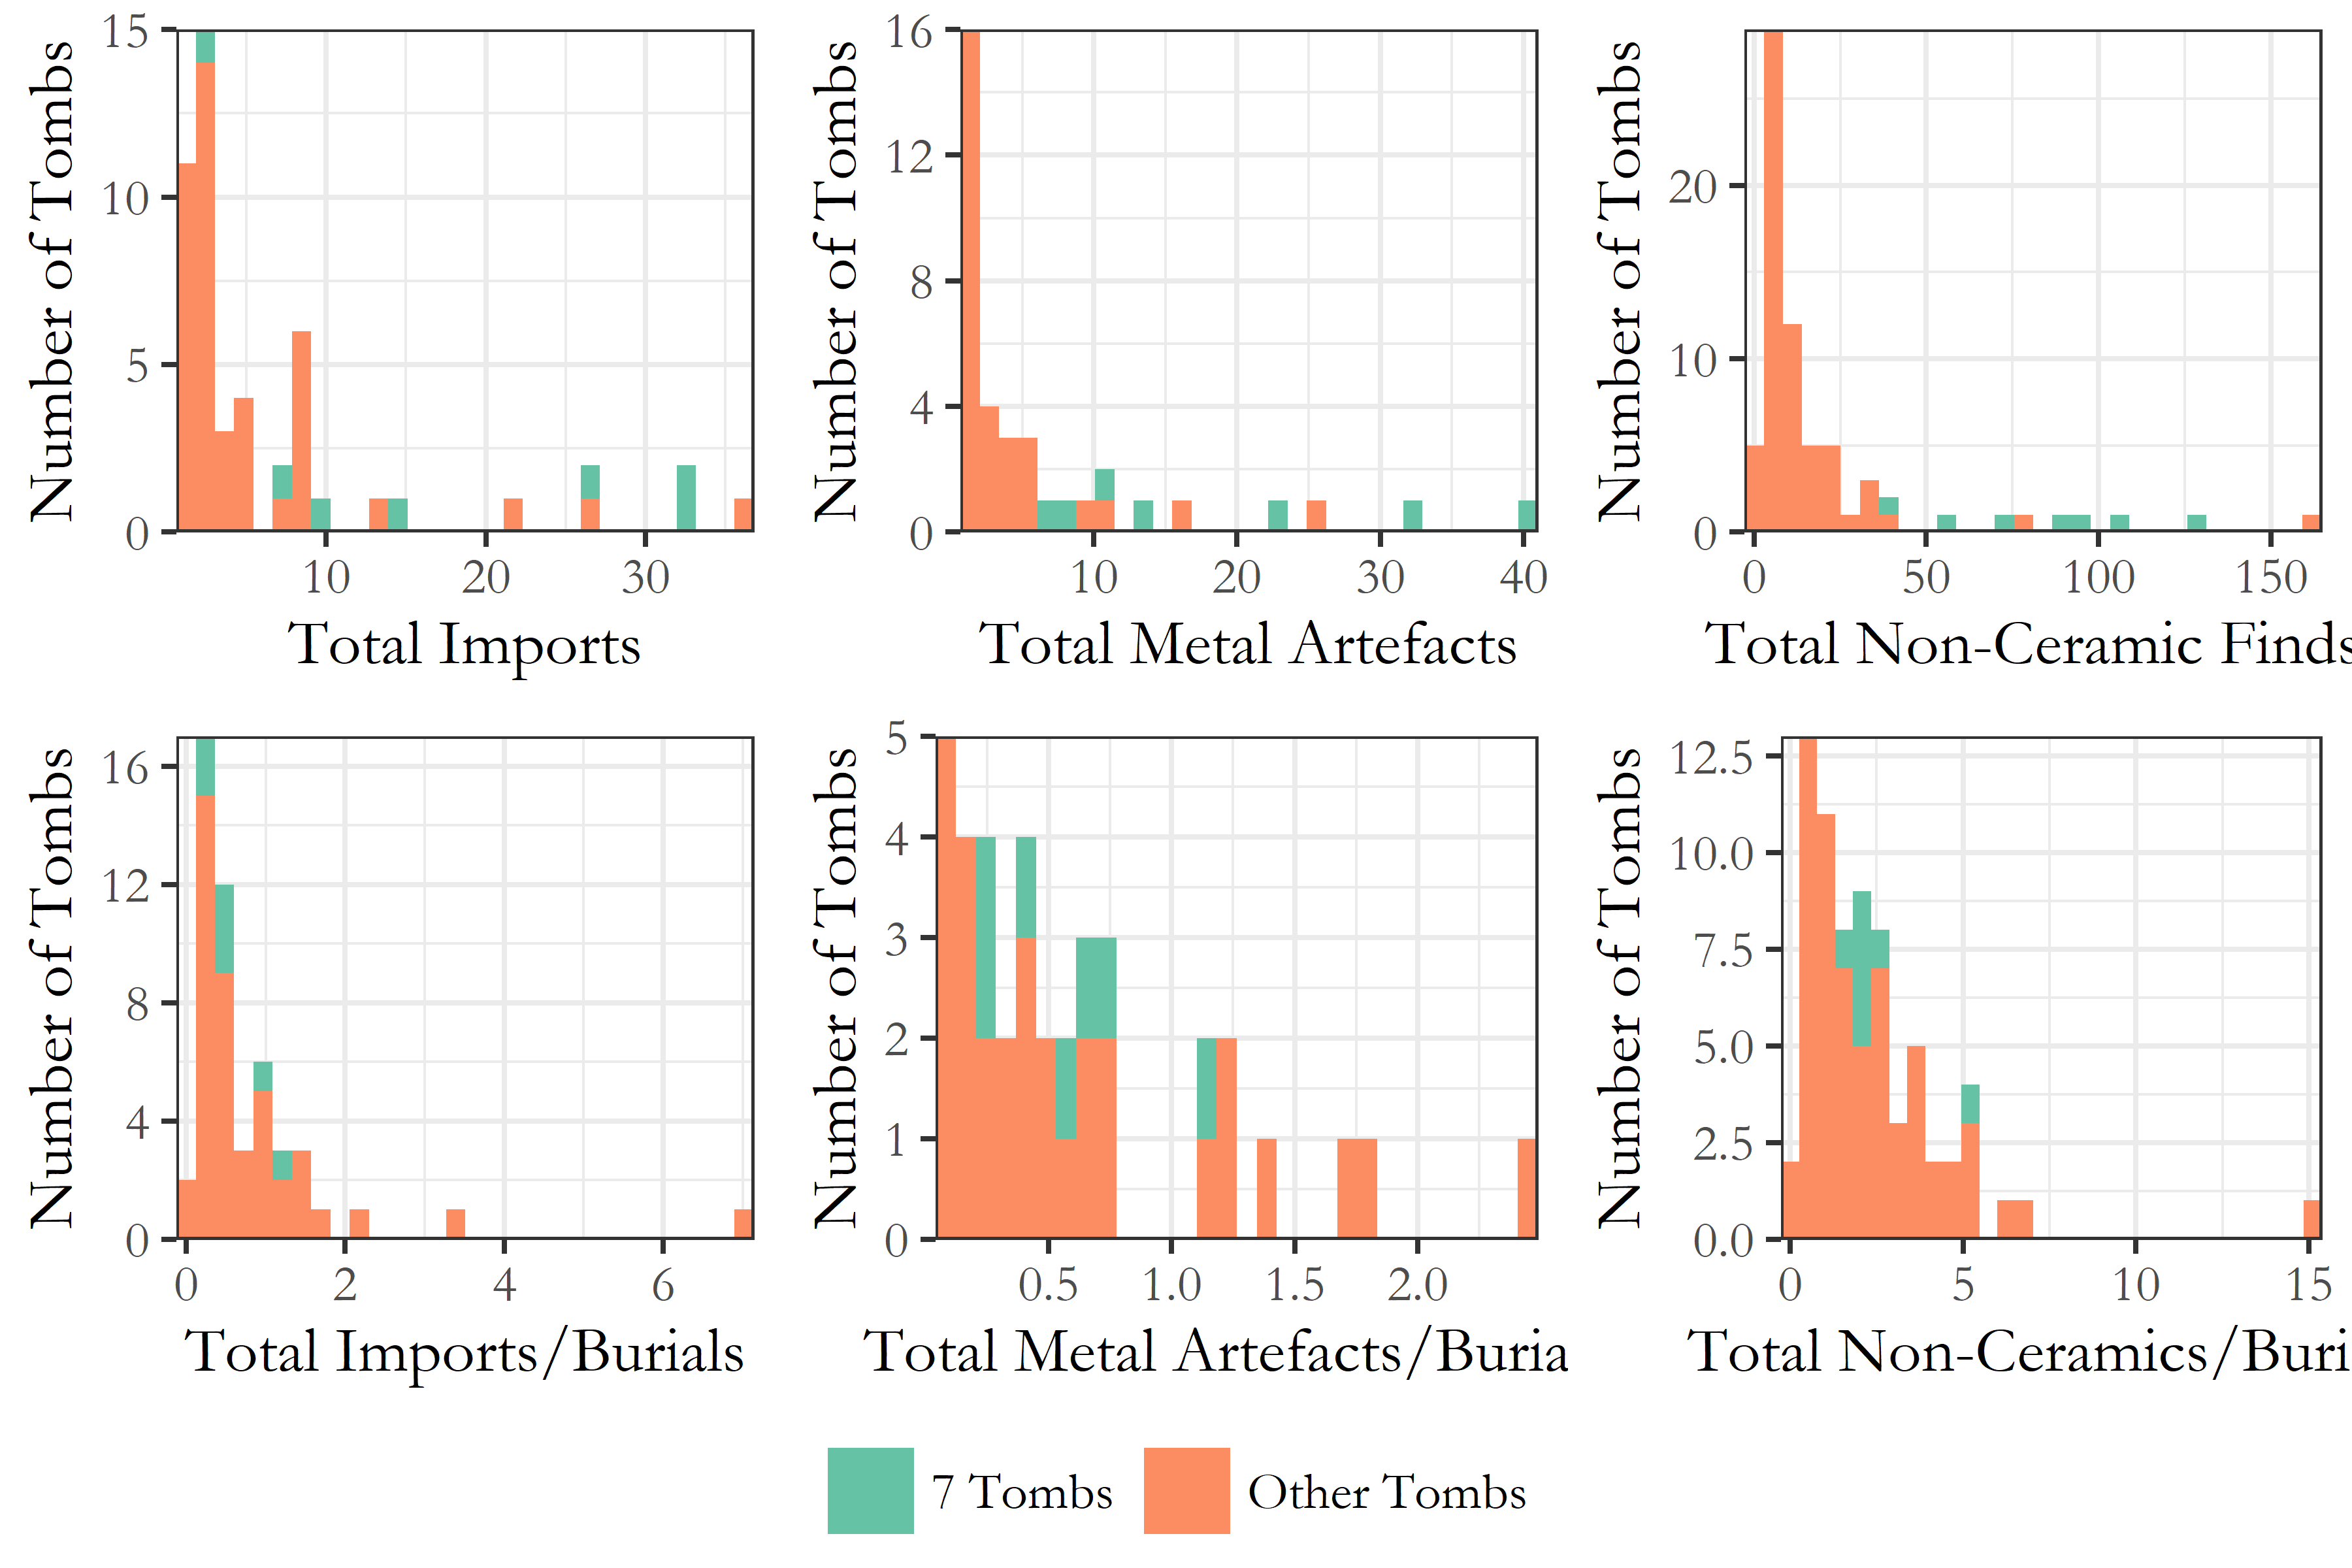 Number of Tombs
15
10
5
0
10 20 30
Total Imports
Number of Tombs
16
12
8
4
0
10 20 30 40
Total Metal Artefacts
Number of Tombs
20
10
0
0 50 100 150
Total Non-Ceramic Finds
Number of Tombs
16
12
8
4
0
0 2 4 6
Total Imports/Burials
Number of Tombs
5
4
3
2
1
0
0.5 1.0 1.5 2.0
Total Metal Artefacts/Buria
Number of Tombs
12.5
10.0
7.5
5.0
2.5
0.0
0 5 10 15
Total Non-Ceramics/Buri
7 Tombs Other Tombs